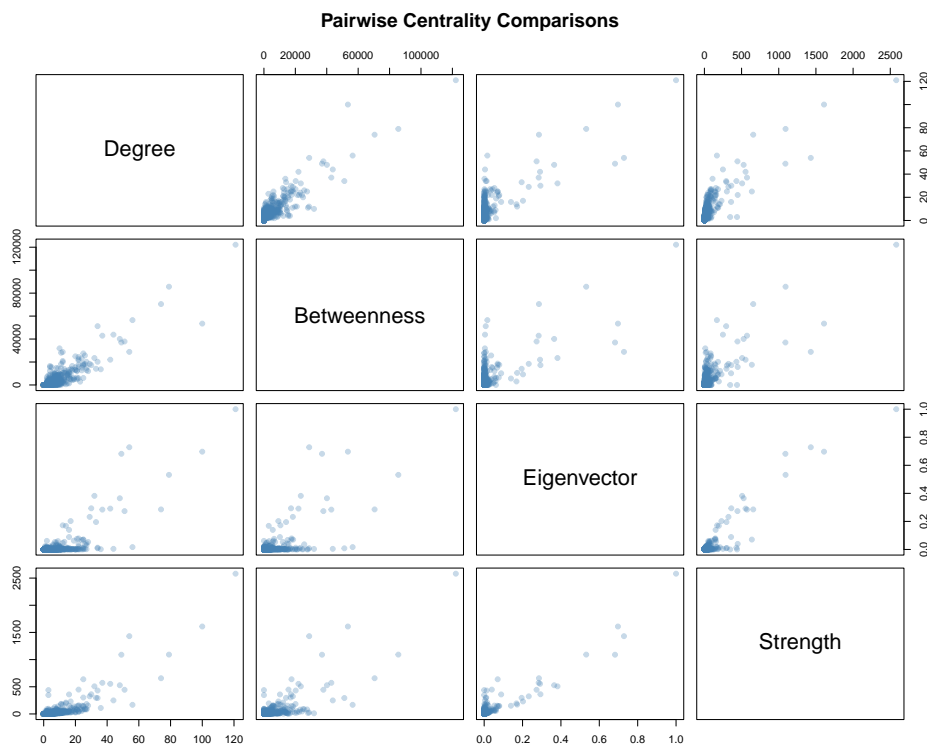 Pairwise Centrality Comparisons
0 20000 60000 100000
0 500 1000 1500 2000 2500
Degree
0 20 40 60 80 100 120
0 40000 80000 120000
Betweenness
Eigenvector
0.0 0.2 0.4 0.6 0.8 1.0
0 500 1500 2500
Strength
0 20 40 60 80 100 120
0.0 0.2 0.4 0.6 0.8 1.0